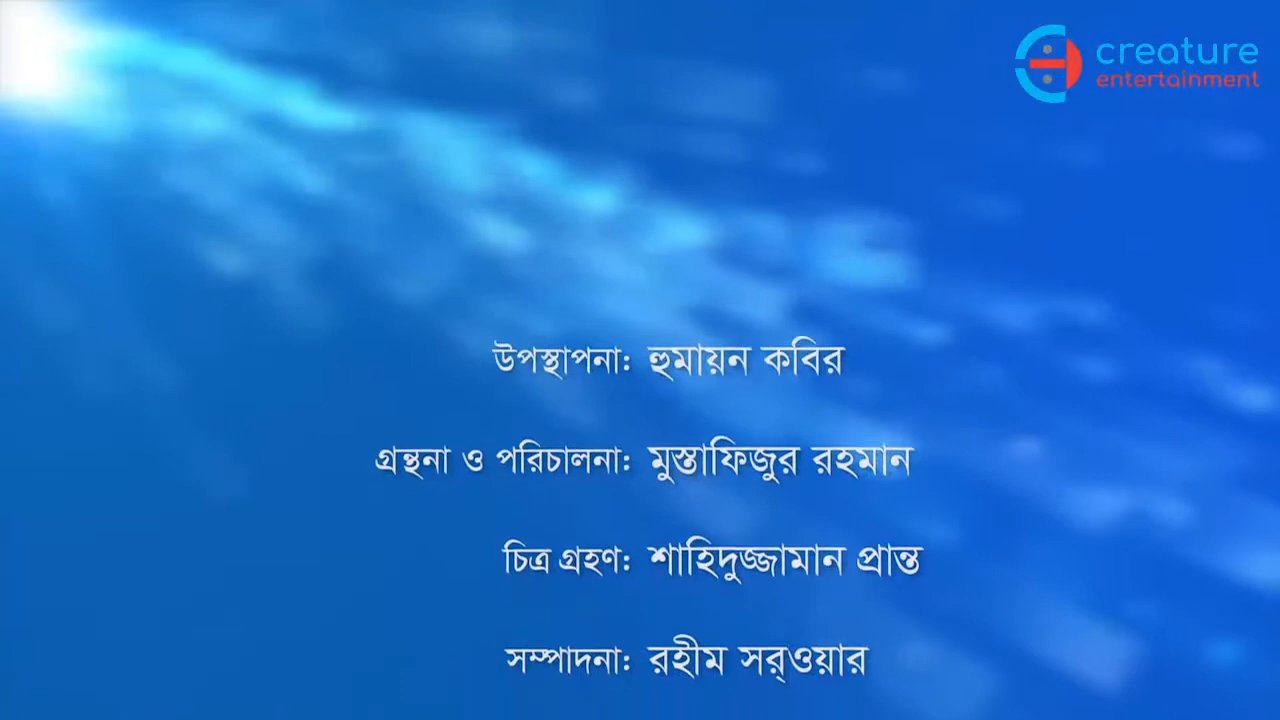 creature
entertainment
উপস্থাপনা: হুমায়ন কবির
গ্রন্থনা ও পরিচালনা: মুস্তাফিজুর রহমান
চিত্র গ্রহণ: শাহিদুজ্জামান প্রান্ত
সম্পাদনা: রহীম সর্‌ওয়ার